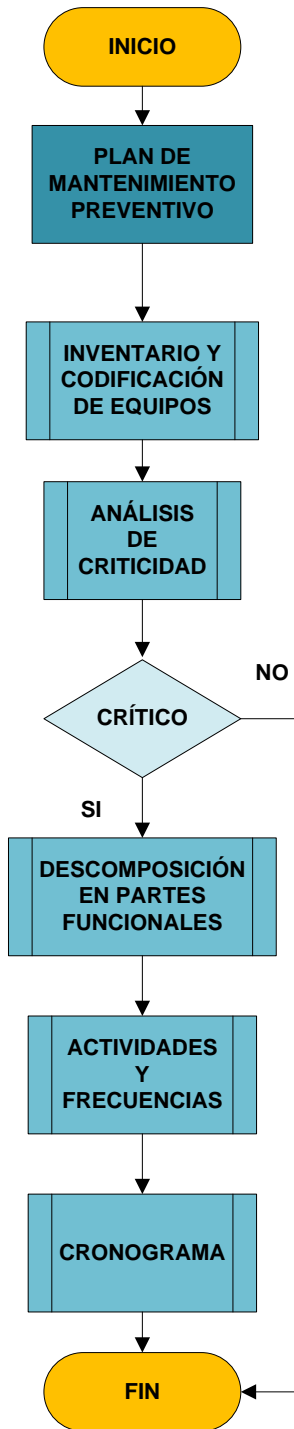 INICIO
PLAN DE
MANTENIMIENTO
PREVENTIVO
INVENTARIO Y
CODIFICACIÓN
DE EQUIPOS
ANÁLISIS
DE
CRITICIDAD
NO
CRÍTICO
SI
DESCOMPOSICIÓN
EN PARTES
FUNCIONALES
ACTIVIDADES
Y
FRECUENCIAS
CRONOGRAMA
FIN